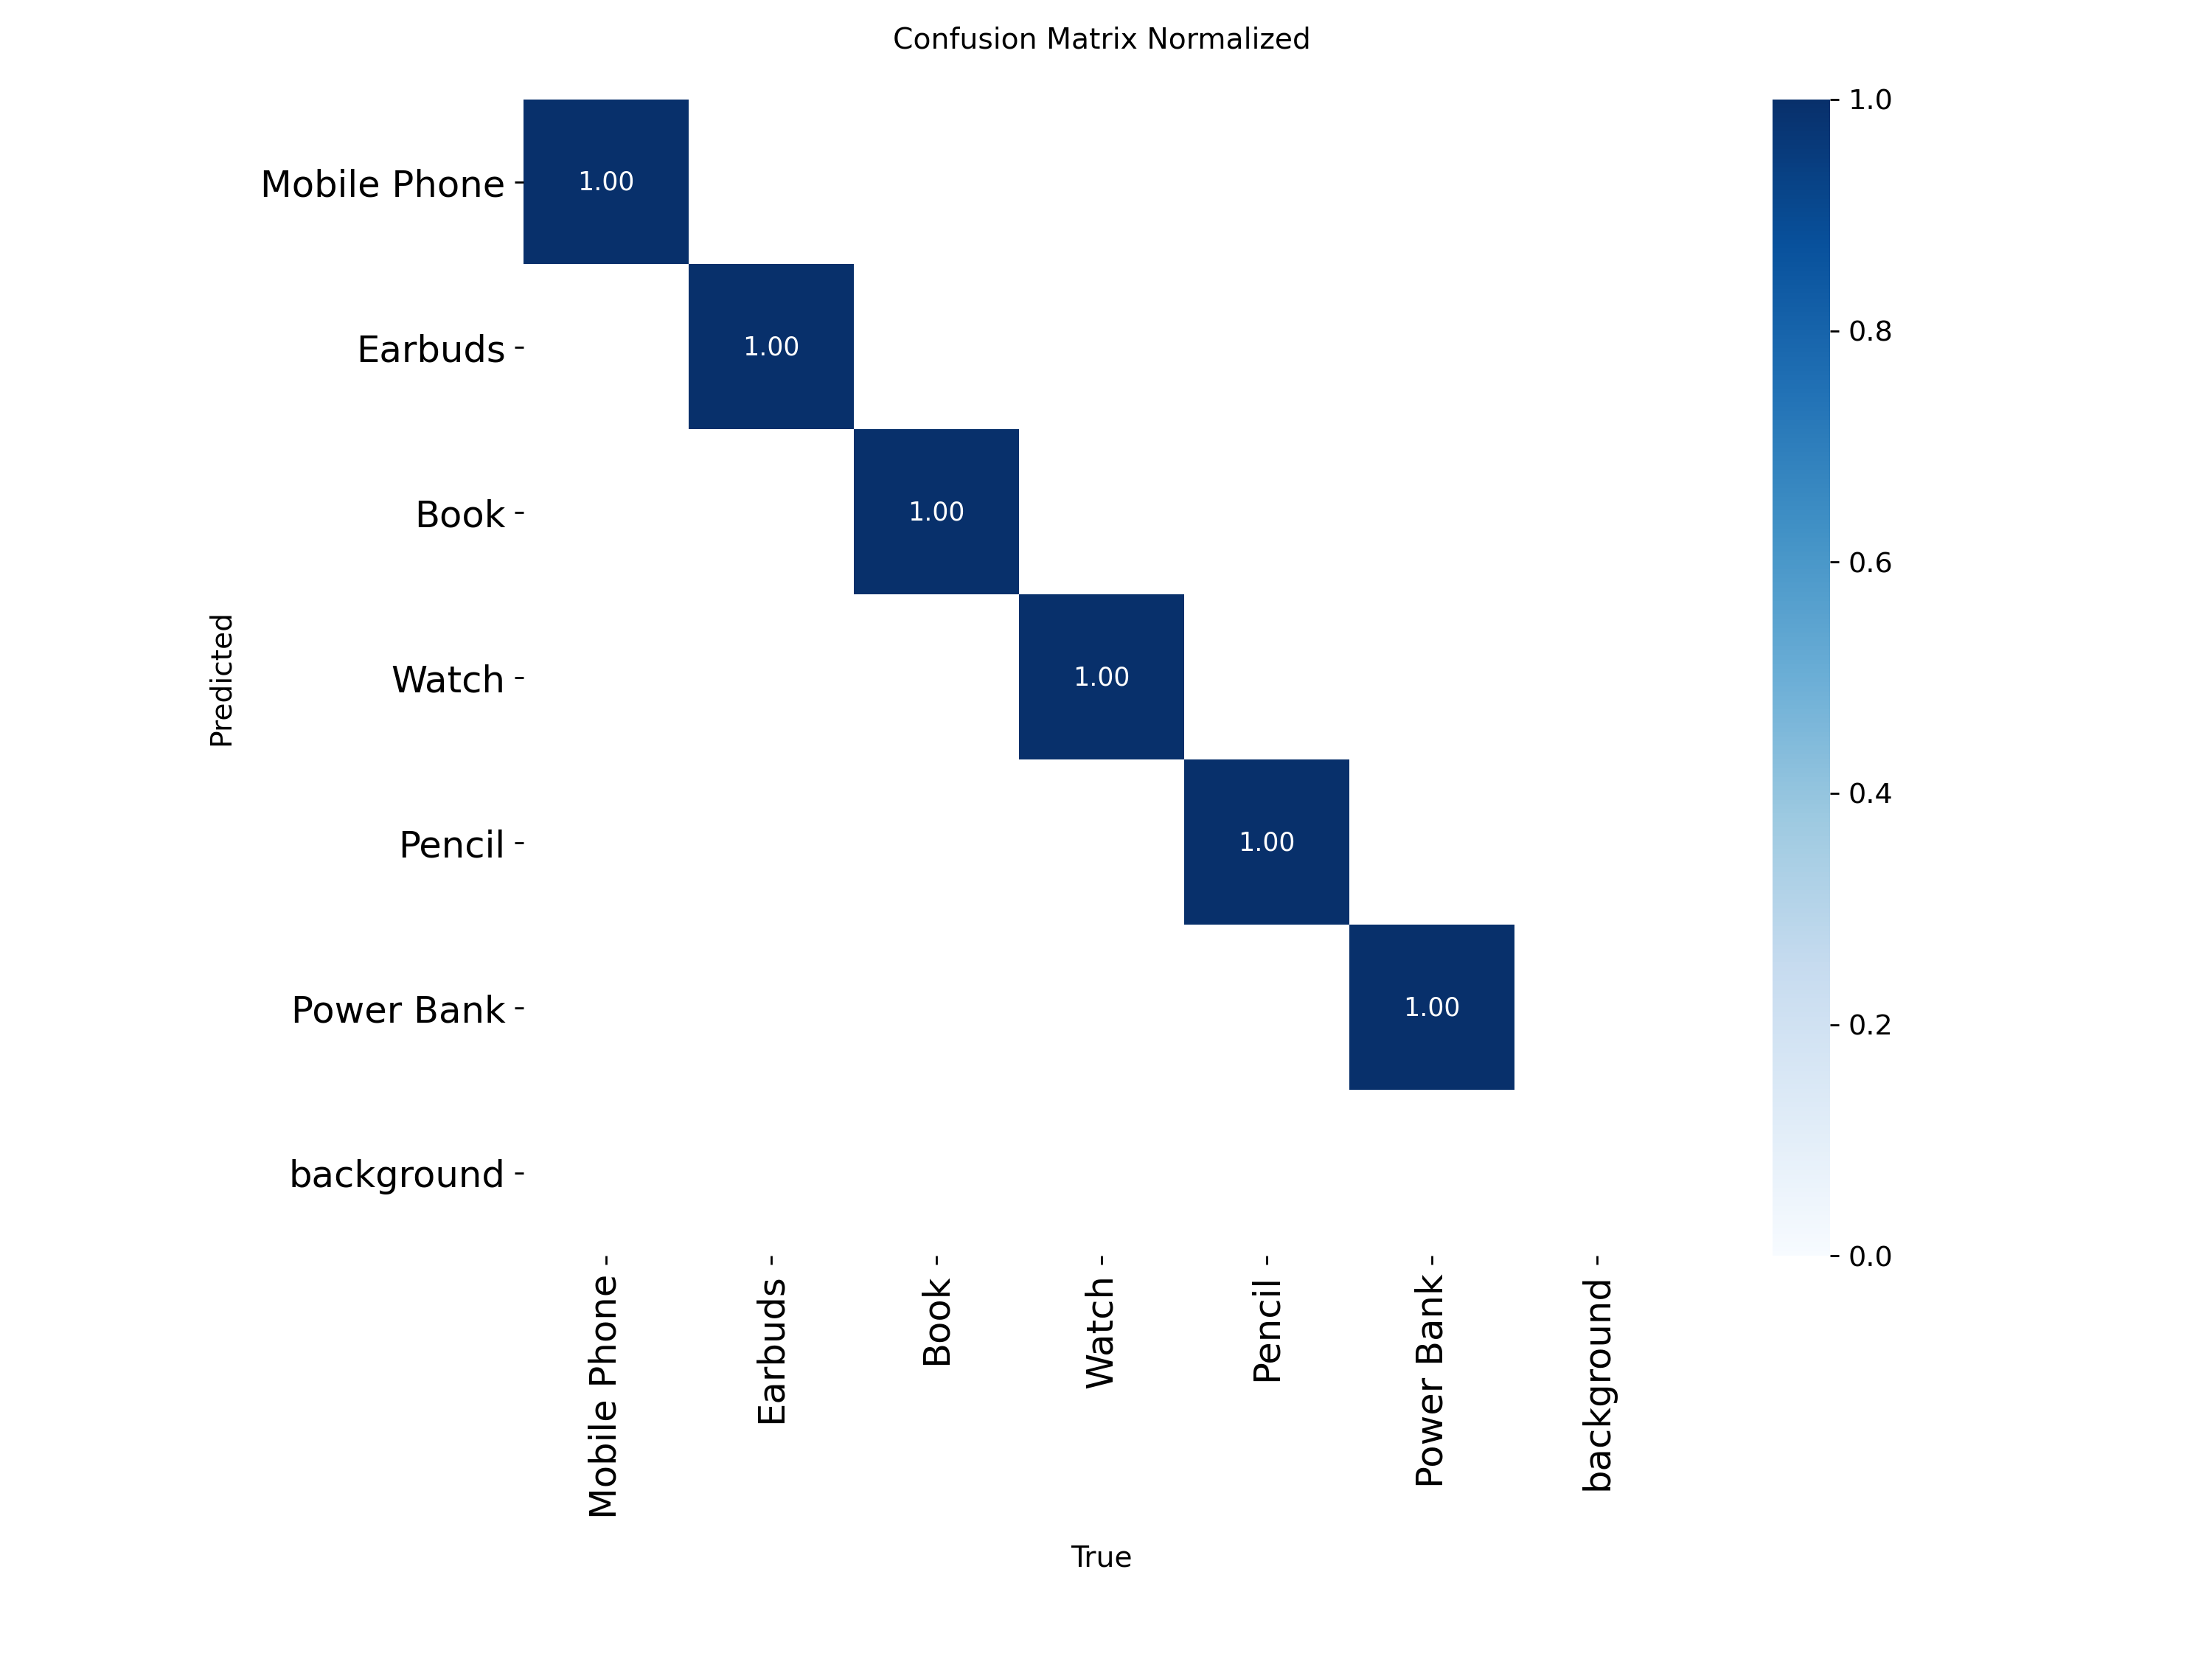 Confusion Matrix Normalized
Mobile Phone
Earbuds
Book
Watch
Pencil
Power Bank
background
Predicted
1.00
1.00
1.00
1.00
1.00
1.00
Mobile Phone
Earbuds
Book
Watch
Pencil
Power Bank
background
True
1.0
0.8
0.6
0.4
0.2
0.0